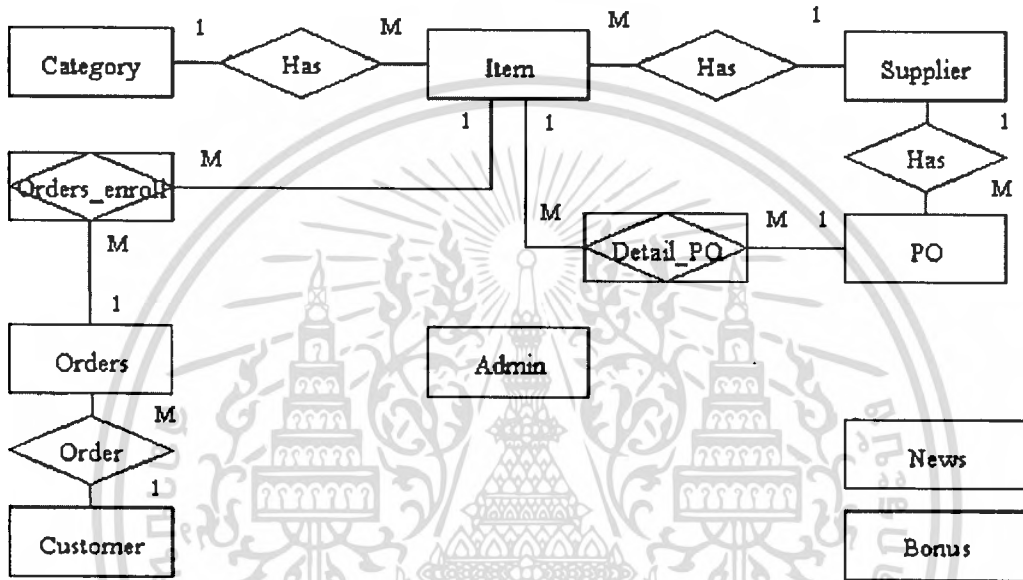 1 M M 1
Category Has Item Has Supplier
1 1 1
M Has
Orders_enroll M
M M M 1
Detail_PO PO
1
Orders Admin
M
Order News
1
Customer Bonus